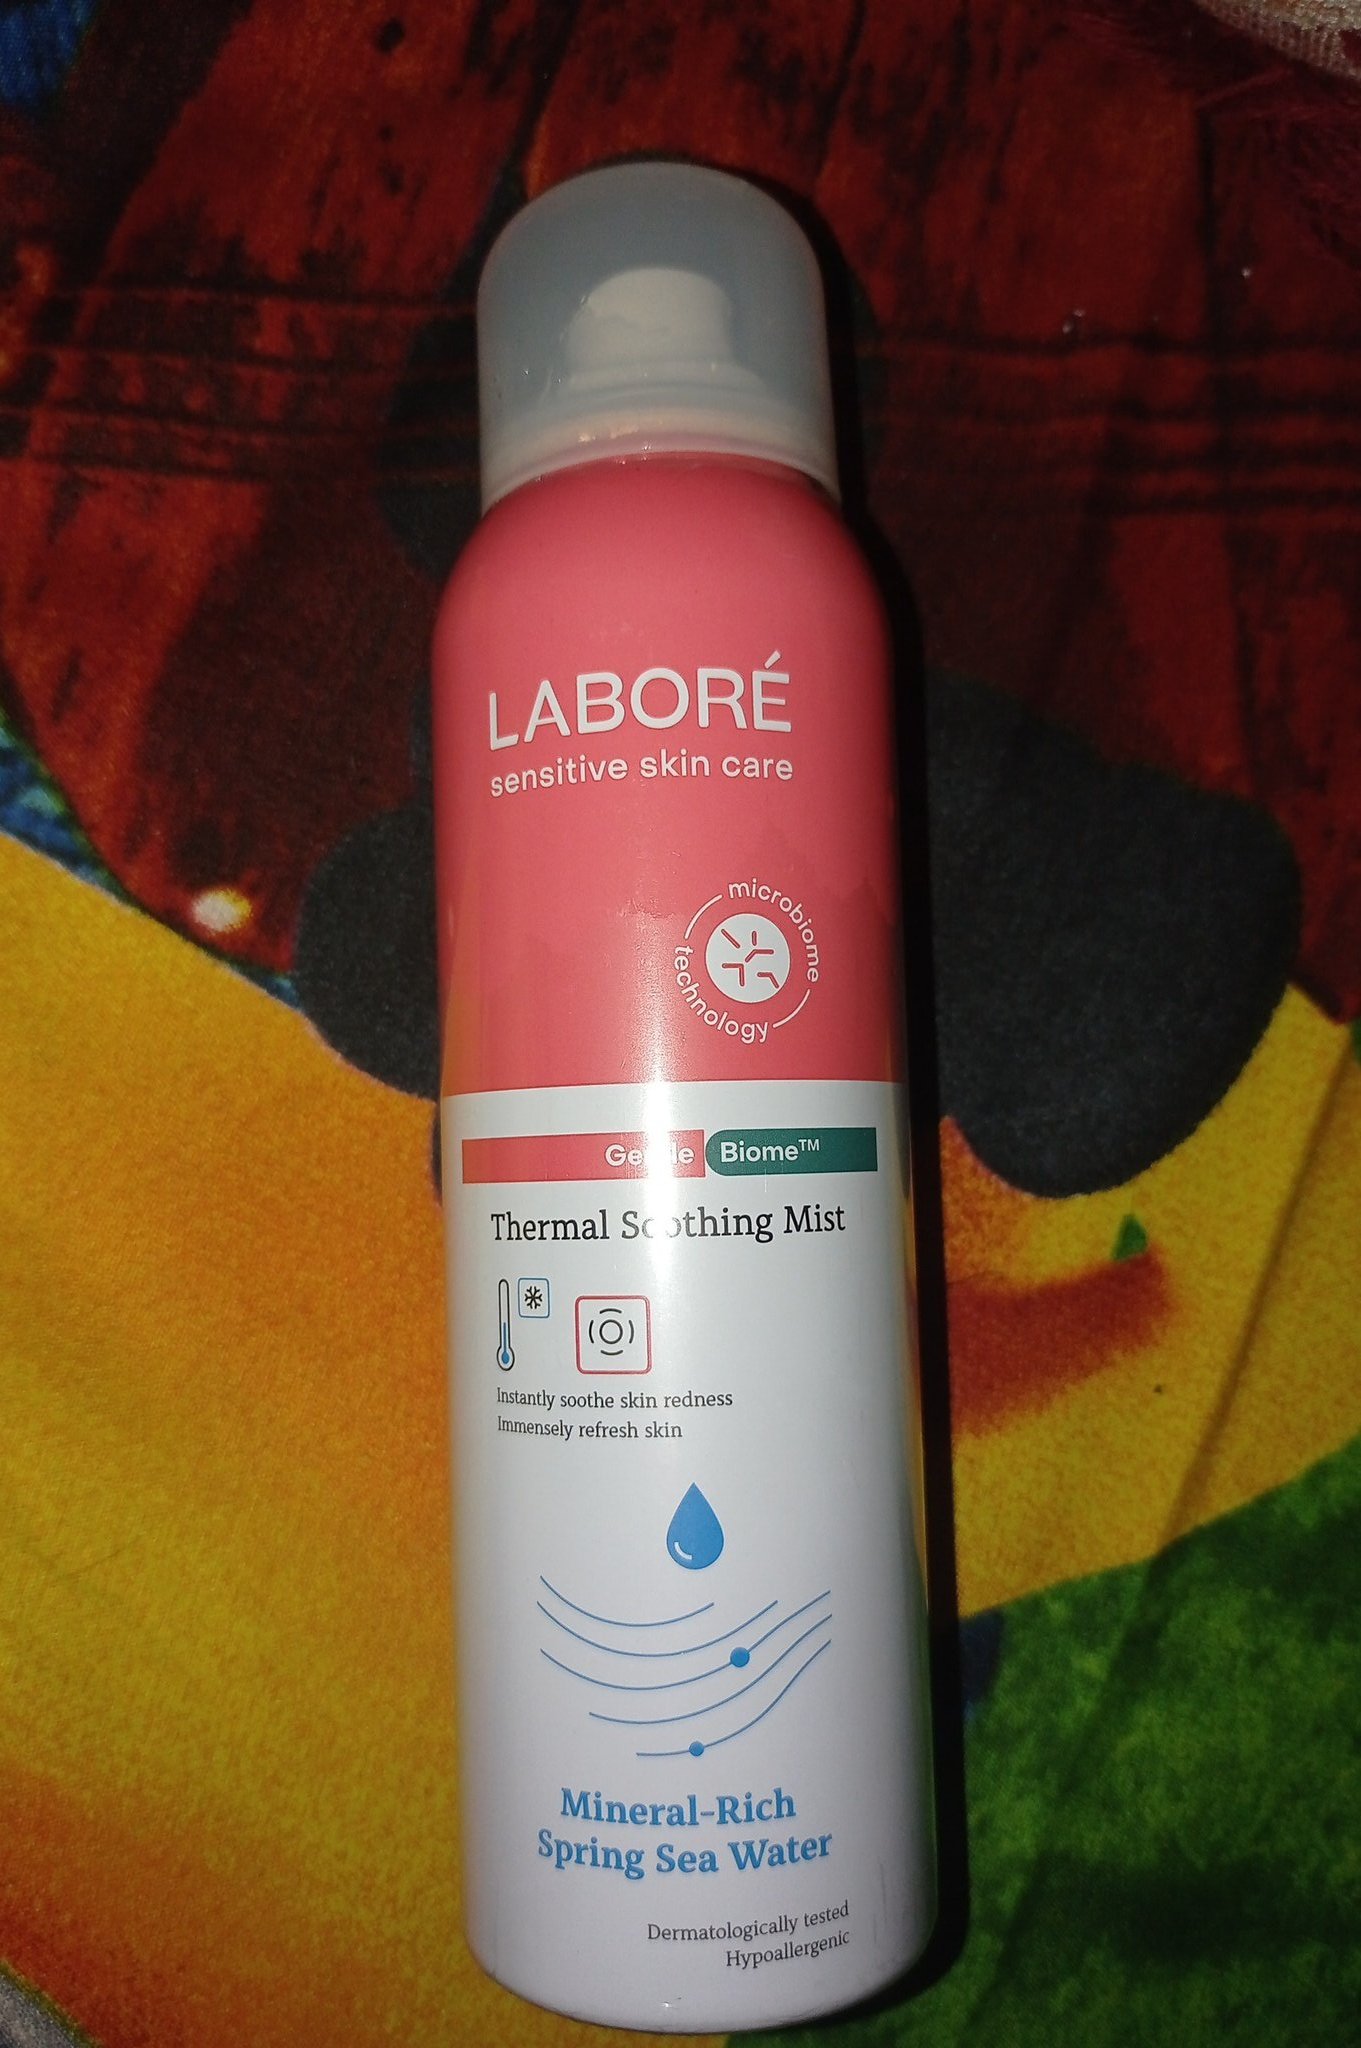 LABORÉ
sensitive skin care
microbiome
technology
Biome™
Thermal Soothing Mist
Instantly soothe skin redness
Immensely refresh skin
Mineral-Rich
Spring Sea Water
Dermatologically tested
Hypoallergenic